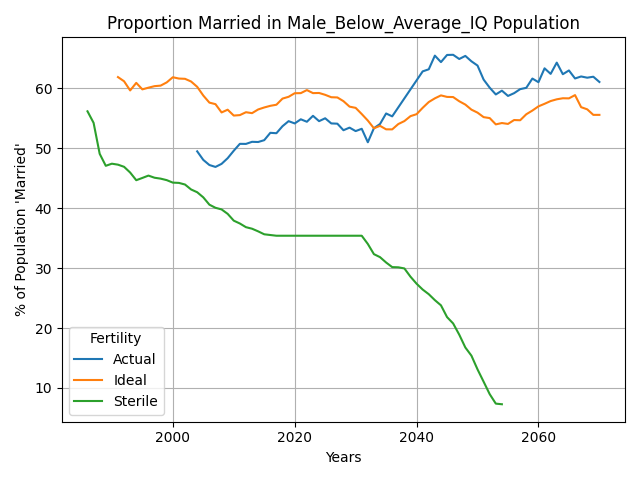 Proportion Married in Male_Below_Average_IQ Population
% of Population 'Married'
60
50
40
30
20
10
Fertility
Actual
Ideal
Sterile
2000 2020 2040 2060
Years